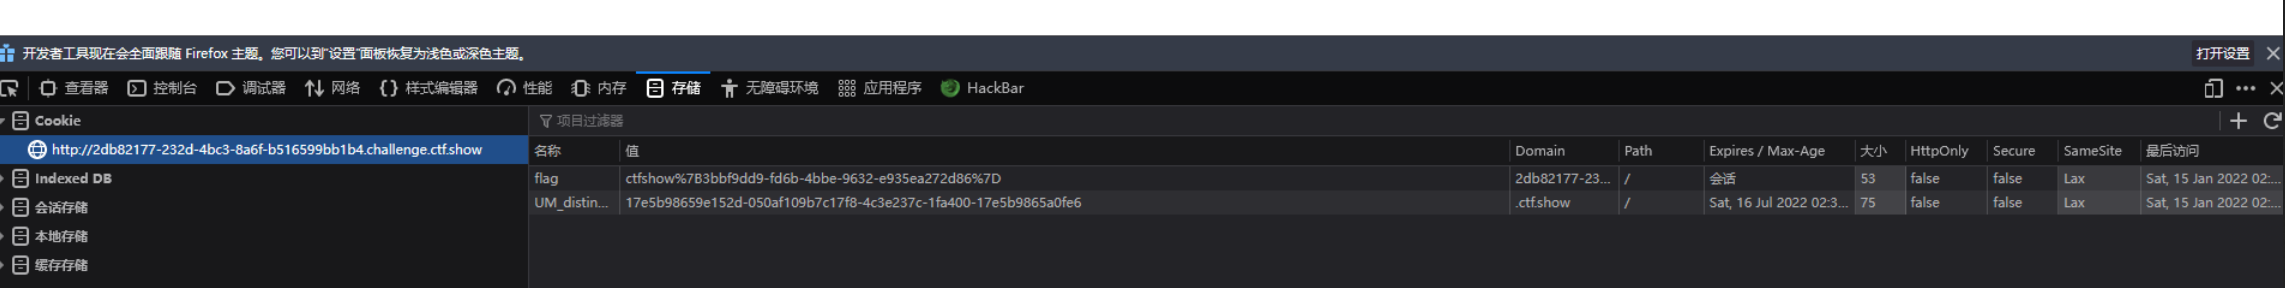 开发者工具现在会全面跟随 Firefox 主题。您可以到"设置"面板恢复为浅色或深色主题。 打开设置
查看器 控制台 调试器 网络 样式编辑器 性能 内存 存储 无障碍环境 应用程序 HackBar
Cookie 项目过滤器
http://2db82177-232d-4bc3-8a6f-b516599bb1b4.challenge.ctf.show 名称 值 Domain Path Expires / Max-Age 大小 HttpOnly Secure SameSite 最后访问
Indexed DB flag ctfshow%7B3bbf9dd9-fd6b-4bbe-9632-e935ea272d86%7D 2db82177-23... / 会话 53 false false Lax Sat, 15 Jan 2022 02:...
会话存储 UM_distin... 17e5b98659e152d-050af109b7c17f8-4c3e237c-1fa400-17e5b9865a0fe6 .ctf.show / Sat, 16 Jul 2022 02:3... 75 false false Lax Sat, 15 Jan 2022 02:...
本地存储
缓存存储